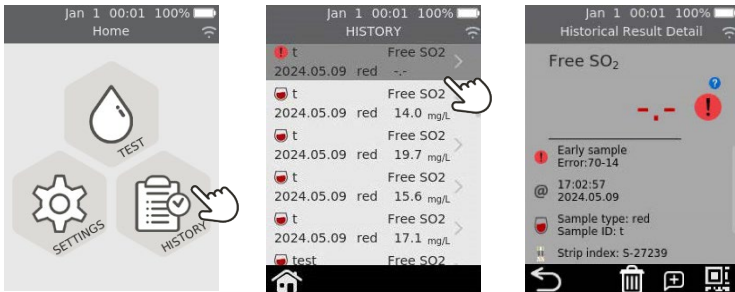 Jan 1 00:01 100%
Home
TEST
SETTINGS
HISTORY
Jan 1 00:01 100%
HISTORY
t Free SO2
2024.05.09 red -.-
t Free SO2
2024.05.09 red 14.0 mg/L
t Free SO2
2024.05.09 red 19.7 mg/L
t Free SO2
2024.05.09 red 15.6 mg/L
t Free SO2
2024.05.09 red 17.1 mg/L
test Free SO2
Jan 1 00:01 100%
Historical Result Detail
Free SO₂
?
-.- !
Early sample
Error:70-14
@ 17:02:57
2024.05.09
Sample type: red
Sample ID: t
Strip index: S-27239